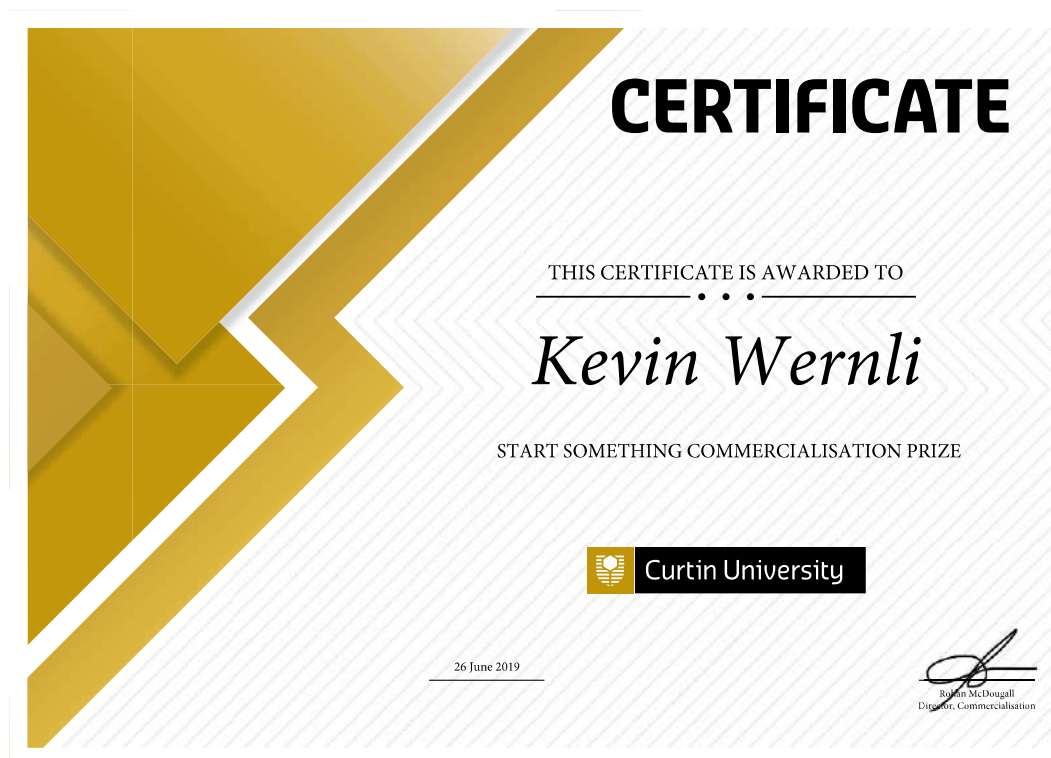 CERTIFICATE
THIS CERTIFICATE IS AWARDED TO
Kevin Wernli
START SOMETHING COMMERCIALISATION PRIZE
Curtin University
26 June 2019
Rohan McDougall
Director, Commercialisation